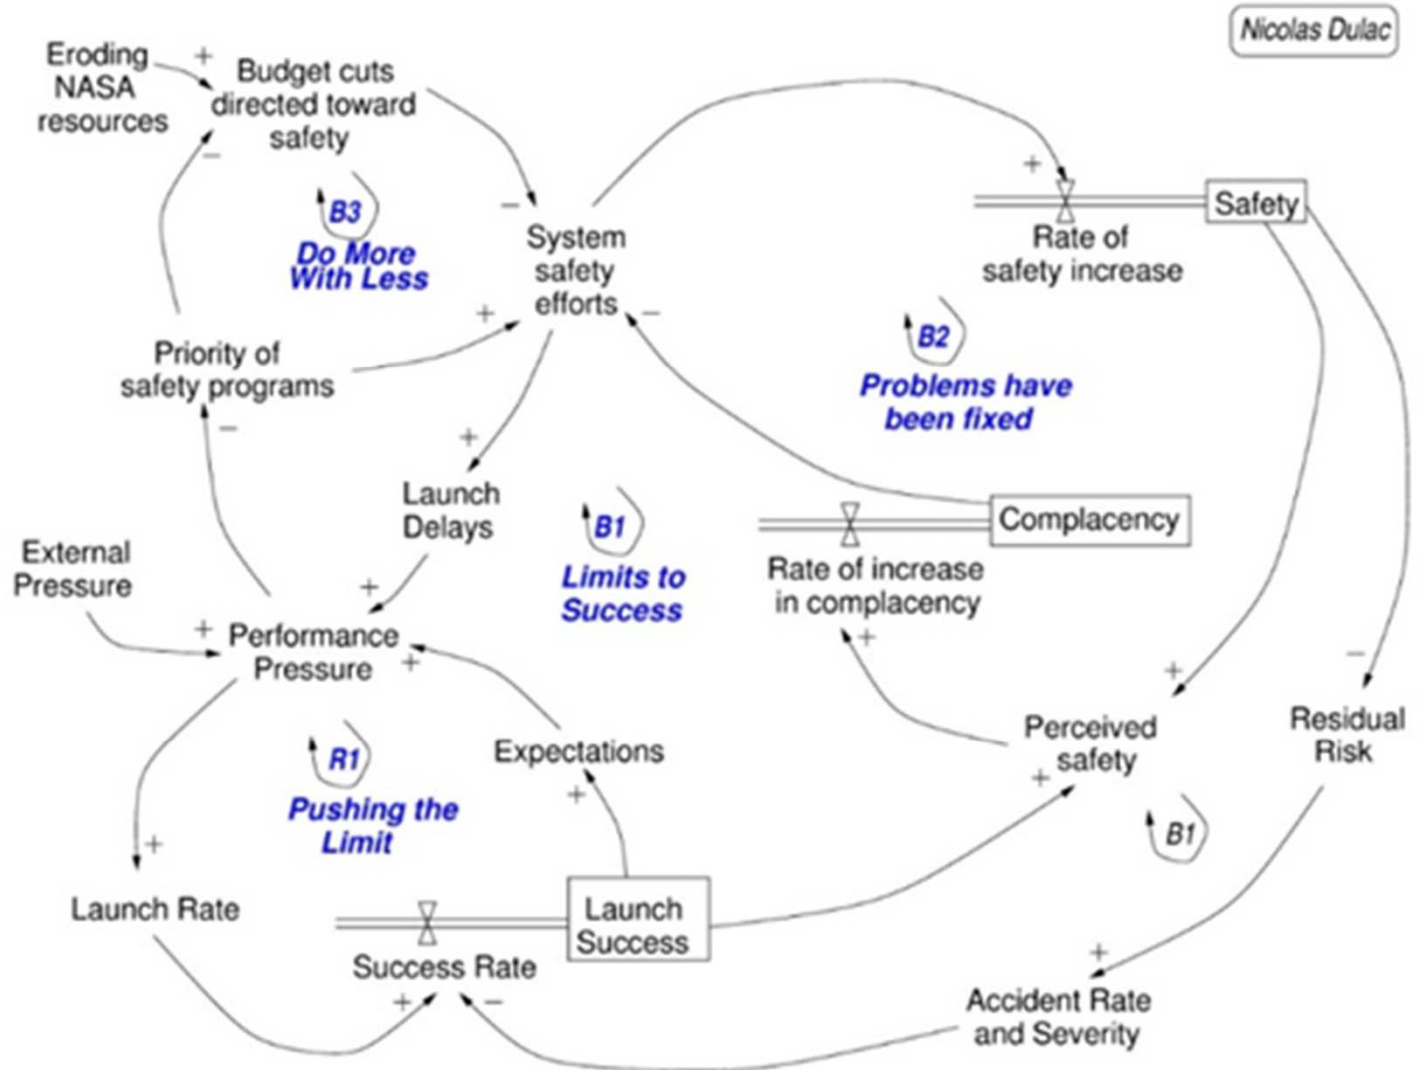 Nicolas Dulac
Eroding
NASA
resources
+
Budget cuts
directed toward
safety
−
−
+
B3
Do More
With Less
System
safety
efforts
Safety
Rate of
safety increase
+
−
B2
Problems have
been fixed
Priority of
safety programs
−
+
Launch
Delays
B1
Limits to
Success
Complacency
Rate of increase
in complacency
+
External
Pressure
+
+
Performance
Pressure
+
R1
Pushing the
Limit
Expectations
+
+
−
Perceived
safety
+
Residual
Risk
B1
+
Launch Rate
Launch
Success
Success Rate
+
−
+
Accident Rate
and Severity